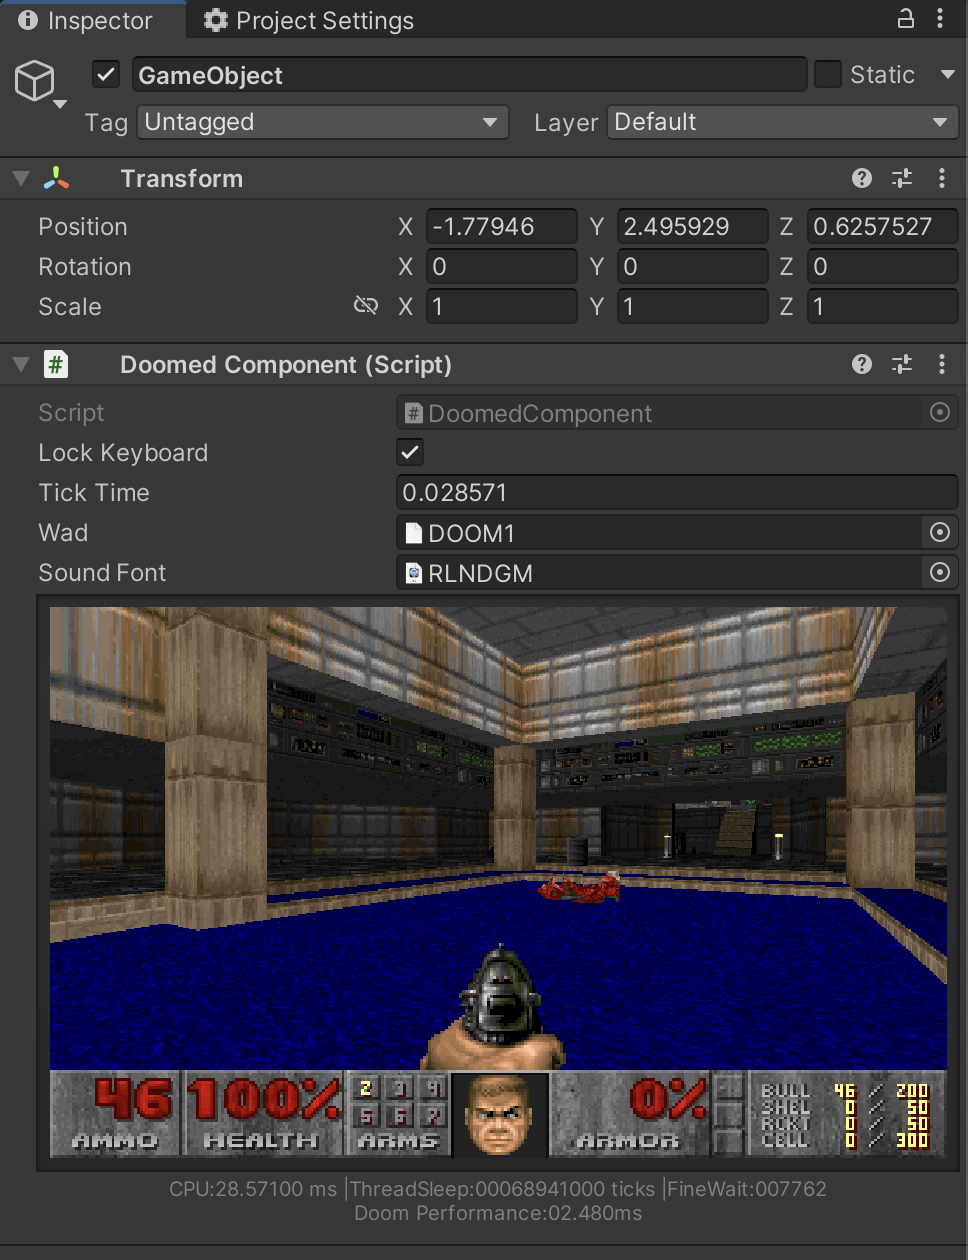 Inspector Project Settings
GameObject Static
Tag Untagged Layer Default
Transform
Position X -1.77946 Y 2.495929 Z 0.6257527
Rotation X 0 Y 0 Z 0
Scale X 1 Y 1 Z 1
# Doomed Component (Script)
Script # DoomedComponent
Lock Keyboard
Tick Time 0.028571
Wad DOOM1
Sound Font RLNDGM
46 100% 2 3 4 0% BULL 46 / 200
SHEL 0 / 50
5 6 7 RCKT 0 / 50
AMMO HEALTH ARMS ARMOR CELL 0 / 300
CPU:28.57100 ms |ThreadSleep:00068941000 ticks |FineWait:007762
Doom Performance:02.480ms